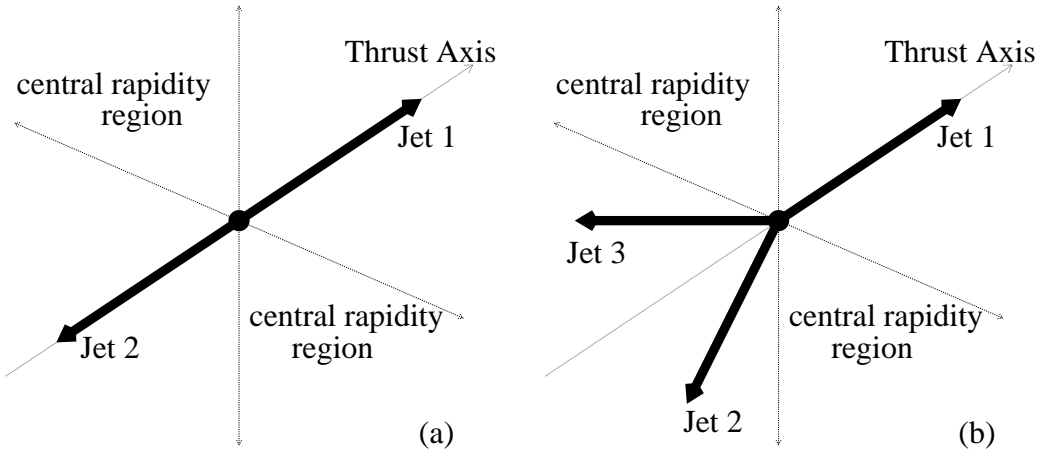 Thrust Axis
central rapidity
region
Jet 1
central rapidity
region
Jet 2
(a)
Thrust Axis
central rapidity
region
Jet 1
Jet 3
central rapidity
region
Jet 2
(b)